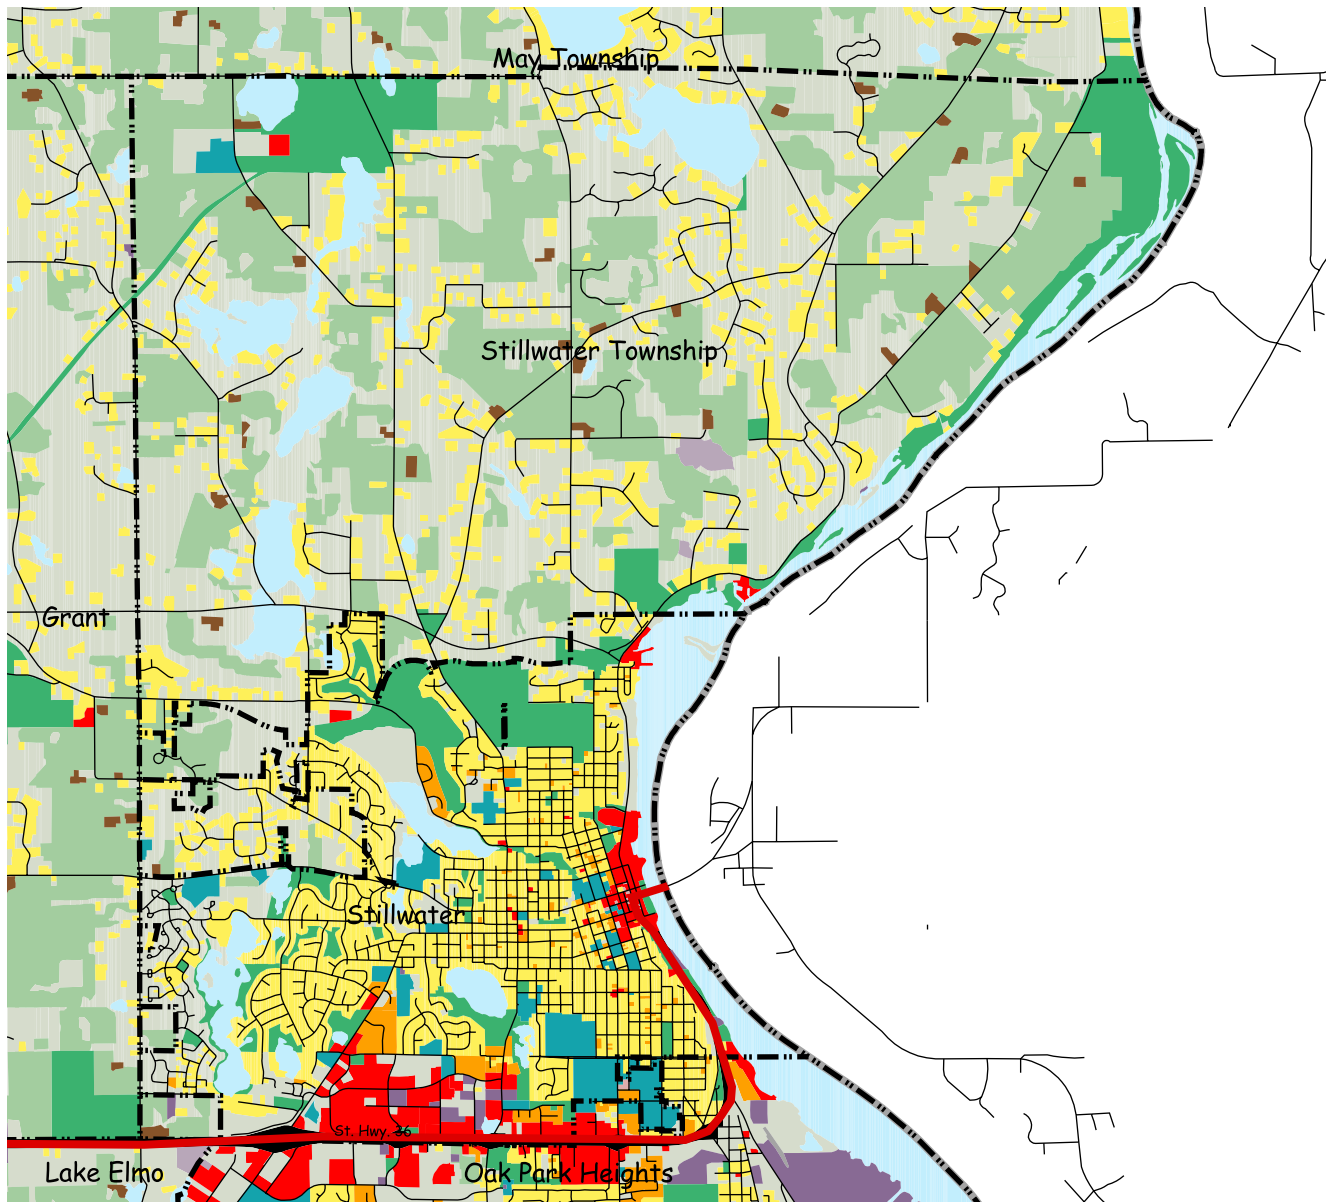 May Township
Stillwater Township
Grant
Stillwater
St. Hwy. 36
Lake Elmo
Oak Park Heights